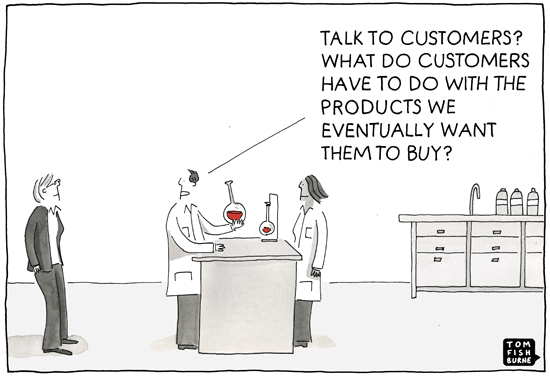 TALK TO CUSTOMERS?
WHAT DO CUSTOMERS
HAVE TO DO WITH THE
PRODUCTS WE
EVENTUALLY WANT
THEM TO BUY?
TOM
FISH
BURNE